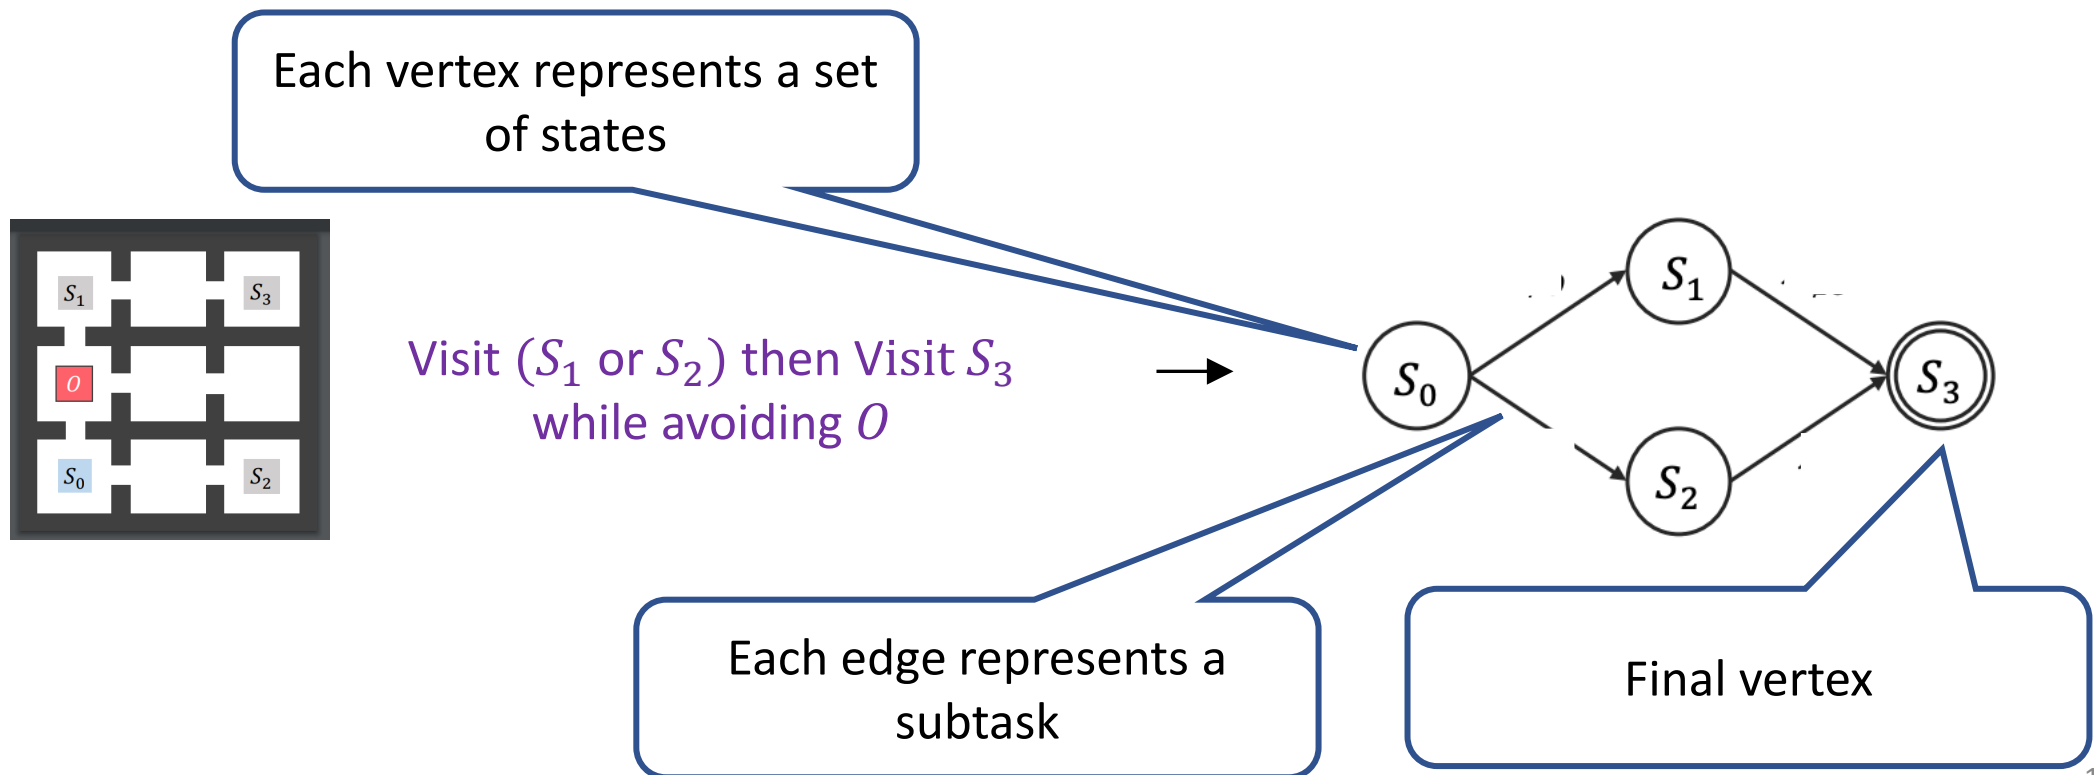 Each vertex represents a set
of states
S₁
S₃
O
S₀
S₂
Visit (S₁ or S₂) then Visit S₃
while avoiding O
S₁
S₀
S₃
S₂
Each edge represents a
subtask
Final vertex